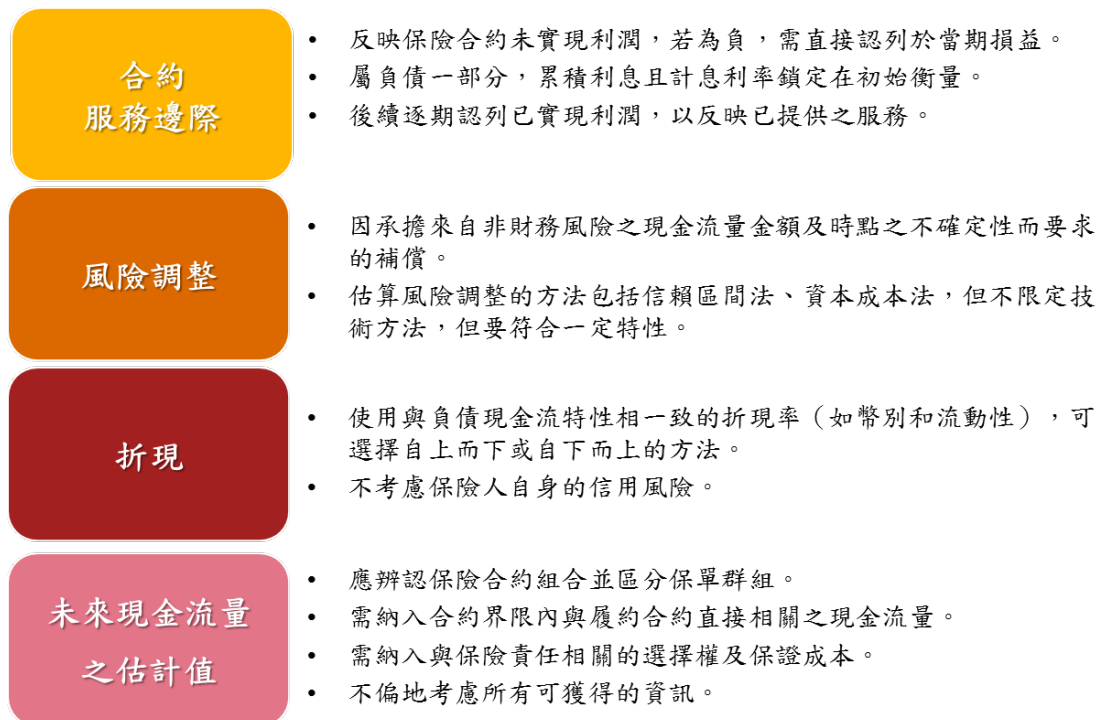 合約
服務邊際
• 反映保險合約未實現利潤，若為負，需直接認列於當期損益。
• 屬負債一部分，累積利息且計息利率鎖定在初始衡量。
• 後續逐期認列已實現利潤，以反映已提供之服務。
風險調整
• 因承擔來自非財務風險之現金流量金額及時點之不確定性而要求
的補償。
• 估算風險調整的方法包括信賴區間法、資本成本法，但不限定技
術方法，但要符合一定特性。
折現
• 使用與負債現金流特性相一致的折現率（如幣別和流動性），可
選擇自上而下或自下而上的方法。
• 不考慮保險人自身的信用風險。
未來現金流量
之估計值
• 應辨認保險合約組合並區分保單群組。
• 需納入合約界限內與履約合約直接相關之現金流量。
• 需納入與保險責任相關的選擇權及保證成本。
• 不偏地考慮所有可獲得的資訊。